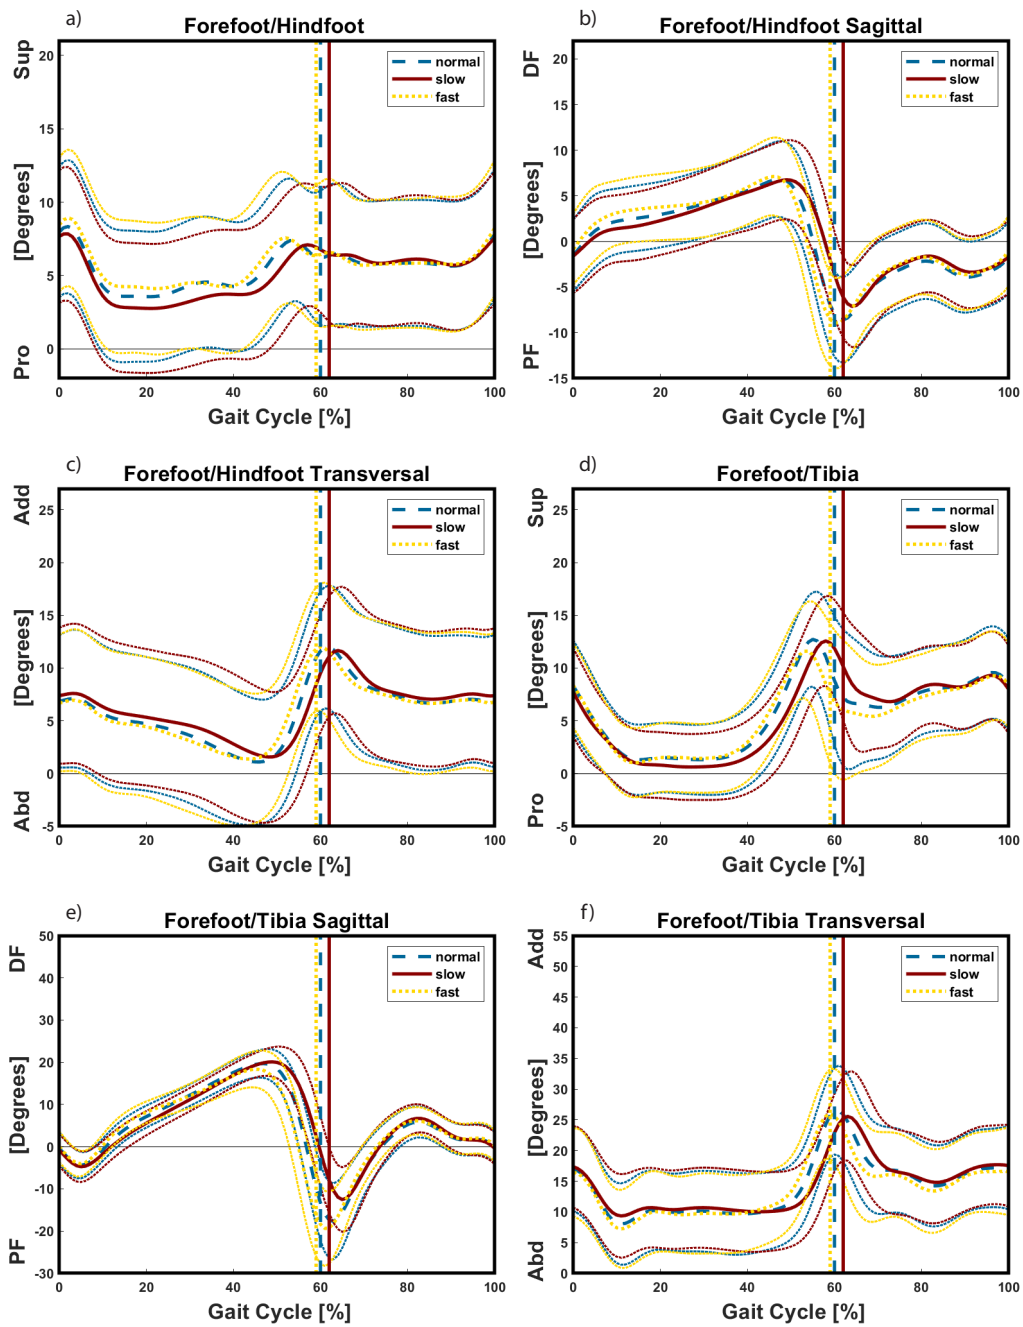 a)
Forefoot/Hindfoot
Sup
[Degrees]
Pro
20
15
10
5
0
normal
slow
fast
0 20 40 60 80 100
Gait Cycle [%]
b)
Forefoot/Hindfoot Sagittal
DF
[Degrees]
PF
20
15
10
5
0
-5
-10
-15
normal
slow
fast
0 20 40 60 80 100
Gait Cycle [%]
c)
Forefoot/Hindfoot Transversal
Add
[Degrees]
Abd
25
20
15
10
5
0
-5
normal
slow
fast
0 20 40 60 80 100
Gait Cycle [%]
d)
Forefoot/Tibia
Sup
[Degrees]
Pro
25
20
15
10
5
0
-5
normal
slow
fast
0 20 40 60 80 100
Gait Cycle [%]
e)
Forefoot/Tibia Sagittal
DF
[Degrees]
PF
50
40
30
20
10
0
-10
-20
-30
normal
slow
fast
0 20 40 60 80 100
Gait Cycle [%]
f)
Forefoot/Tibia Transversal
Add
[Degrees]
Abd
55
50
45
40
35
30
25
20
15
10
5
0
normal
slow
fast
0 20 40 60 80 100
Gait Cycle [%]